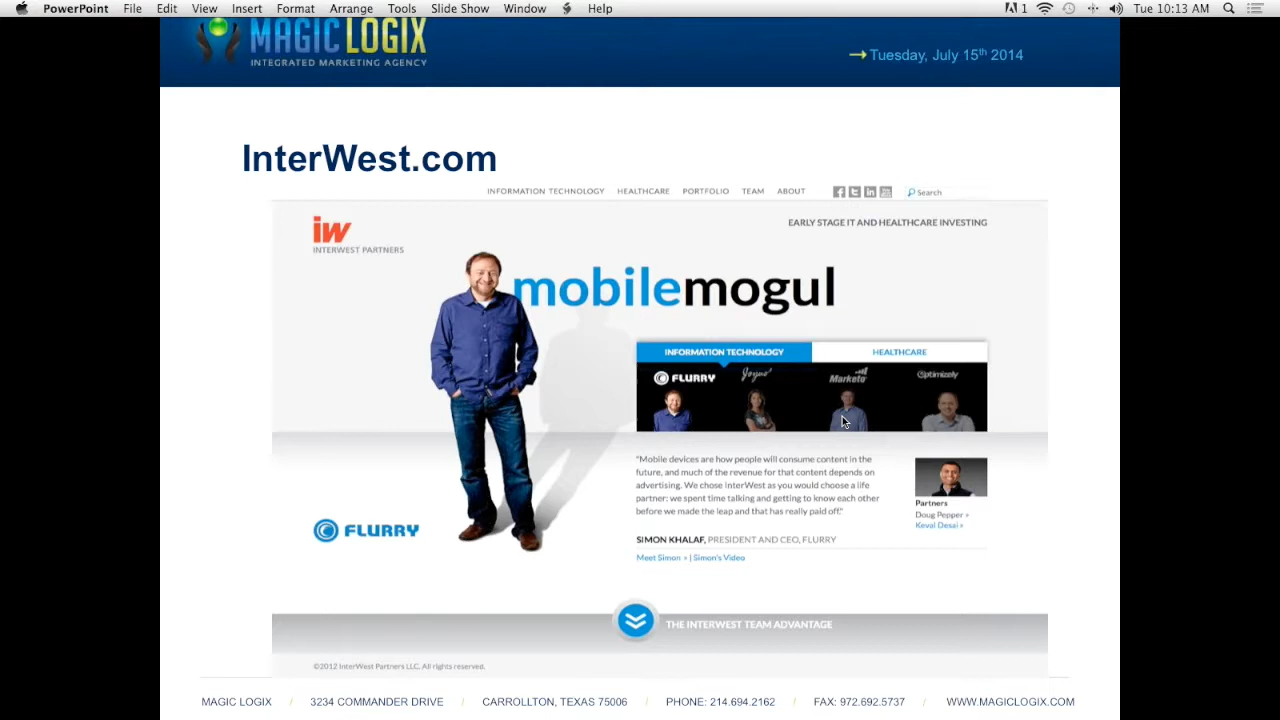 PowerPoint File Edit View Insert Format Arrange Tools Slide Show Window Help 1 Tue 10:13 AM
MAGIC LOGIX
INTEGRATED MARKETING AGENCY
Tuesday, July 15th 2014
InterWest.com
INFORMATION TECHNOLOGY HEALTHCARE PORTFOLIO TEAM ABOUT Search
iw
INTERWEST PARTNERS
EARLY STAGE IT AND HEALTHCARE INVESTING
mobilemogul
INFORMATION TECHNOLOGY HEALTHCARE
FLURRY Joyus Marketo Optimizely
"Mobile devices are how people will consume content in the
future, and much of the revenue for that content depends on
advertising. We chose InterWest as you would choose a life
partner: we spent time talking and getting to know each other
before we made the leap and that has really paid off."
Partners
Doug Pepper »
Keval Desai »
FLURRY
SIMON KHALAF, PRESIDENT AND CEO, FLURRY
Meet Simon » | Simon's Video
THE INTERWEST TEAM ADVANTAGE
©2012 InterWest Partners LLC. All rights reserved.
MAGIC LOGIX / 3234 COMMANDER DRIVE / CARROLLTON, TEXAS 75006 / PHONE: 214.694.2162 / FAX: 972.692.5737 / WWW.MAGICLOGIX.COM